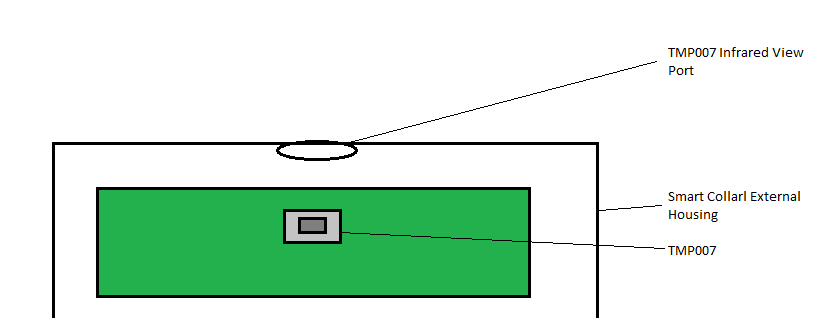 TMP007 Infrared View
Port
Smart Collarl External
Housing
TMP007